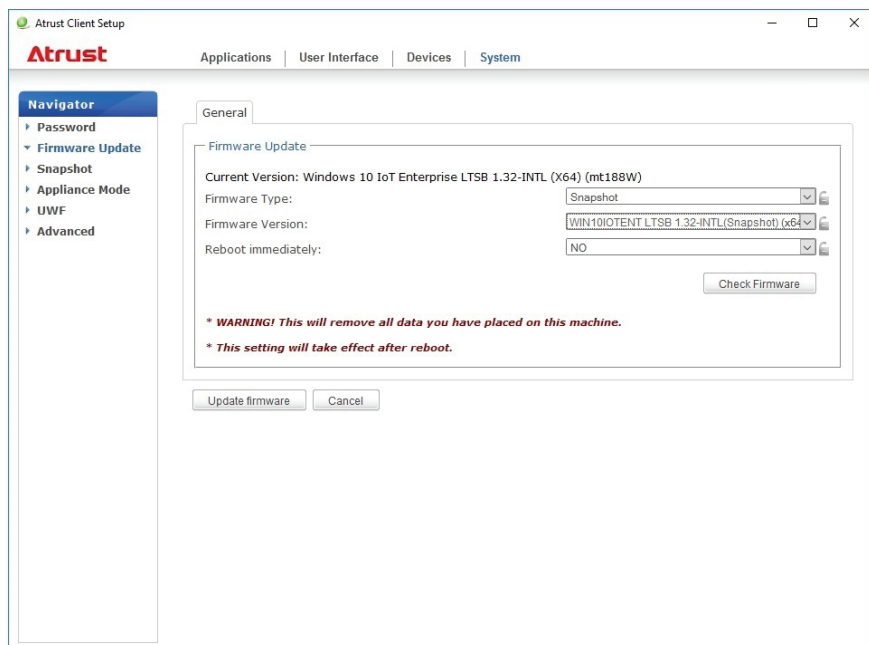 Atrust Client Setup
Atrust
Applications User Interface Devices System
Navigator
Password
Firmware Update
Snapshot
Appliance Mode
UWF
Advanced
General
Firmware Update
Current Version: Windows 10 IoT Enterprise LTSB 1.32-INTL (X64) (mt188W)
Firmware Type: Snapshot
Firmware Version: WIN10IOTENT LTSB 1.32-INTL(Snapshot) (x64
Reboot immediately: NO
Check Firmware
* WARNING! This will remove all data you have placed on this machine.
* This setting will take effect after reboot.
Update firmware Cancel